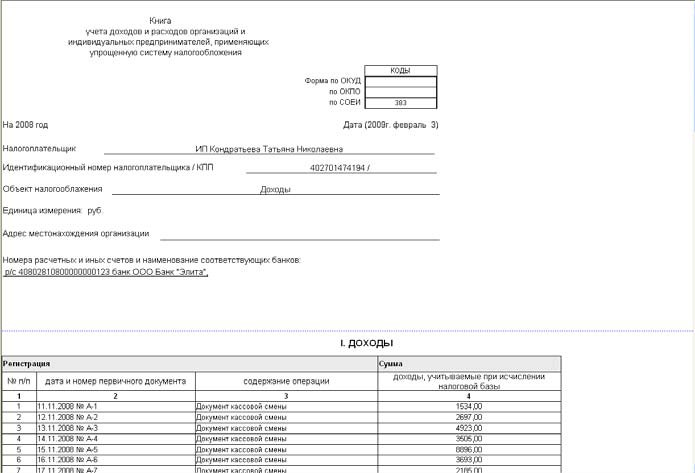 Книга
учета доходов и расходов организаций и
индивидуальных предпринимателей, применяющих
упрощенную систему налогообложения
КОДЫ
Форма по ОКУД
по ОКПО
по СОЕИ 383
На 2008 год Дата (2009г. февраль 3)
Налогоплательщик ИП Кондратьева Татьяна Николаевна
Идентификационный номер налогоплательщика / КПП 402701474194 /
Объект налогооблажения Доходы
Единица измерения: руб
Адрес местонахождения организации
Номера расчетных и иных счетов и наименование соответствующих банков:
р/с 40802810800000000123 банк ООО Банк "Элита",
I. ДОХОДЫ
Регистрация Сумма
№ п/п дата и номер первичного документа содержание операции доходы, учитываемые при исчислении
налоговой базы
1 2 3 4
1 11.11.2008 № А-1 Документ кассовой смены 1534,00
2 12.11.2008 № А-2 Документ кассовой смены 2697,00
3 13.11.2008 № А-3 Документ кассовой смены 4923,00
4 14.11.2008 № А-4 Документ кассовой смены 3505,00
5 15.11.2008 № А-5 Документ кассовой смены 8896,00
6 16.11.2008 № А-6 Документ кассовой смены 3693,00
7 17.11.2008 № А-7 Документ кассовой смены 2185,00